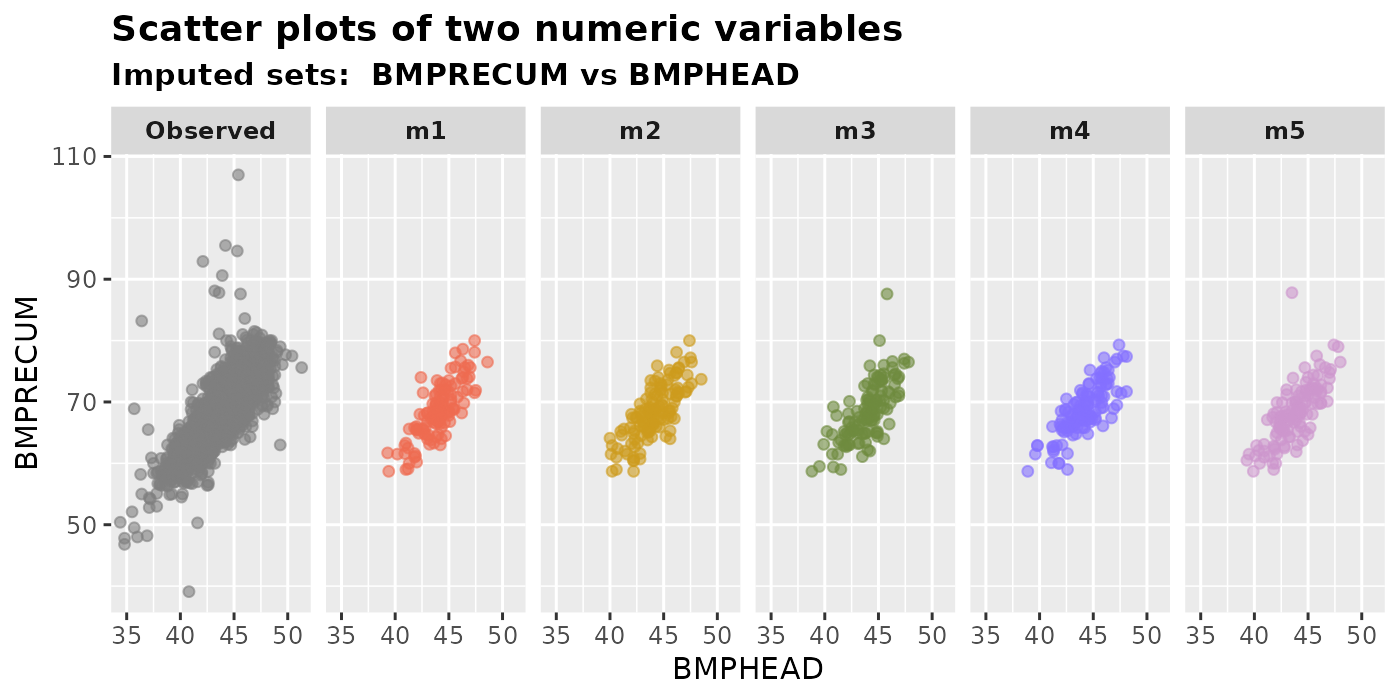 Scatter plots of two numeric variables
Imputed sets:  BMPRECUM vs BMPHEAD
Observed m1 m2 m3 m4 m5
110
90
70
50
BMPRECUM
35 40 45 50 35 40 45 50 35 40 45 50 35 40 45 50 35 40 45 50 35 40 45 50
BMPHEAD